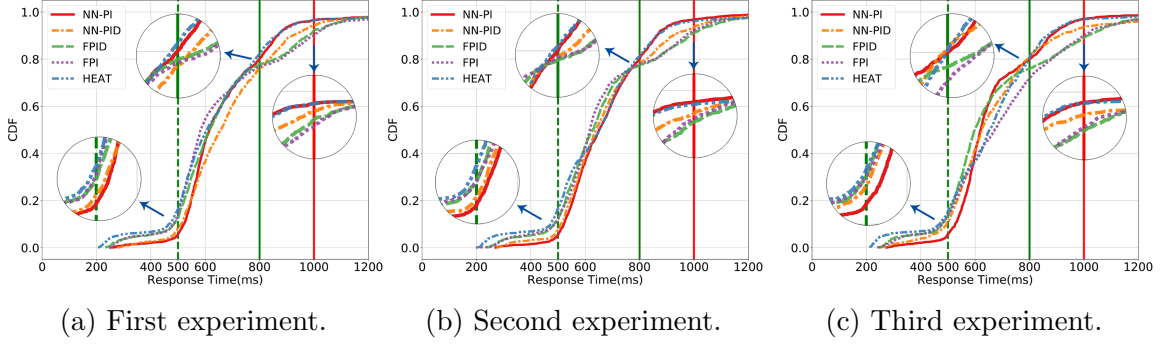 NN-PI
NN-PID
FPID
FPI
HEAT
CDF
1.0
0.8
0.6
0.4
0.2
0.0
0 200 400 500 600 800 1000 1200
Response Time(ms)
(a) First experiment.
NN-PI
NN-PID
FPID
FPI
HEAT
CDF
1.0
0.8
0.6
0.4
0.2
0.0
0 200 400 500 600 800 1000 1200
Response Time(ms)
(b) Second experiment.
NN-PI
NN-PID
FPID
FPI
HEAT
CDF
1.0
0.8
0.6
0.4
0.2
0.0
0 200 400 500 600 800 1000 1200
Response Time(ms)
(c) Third experiment.